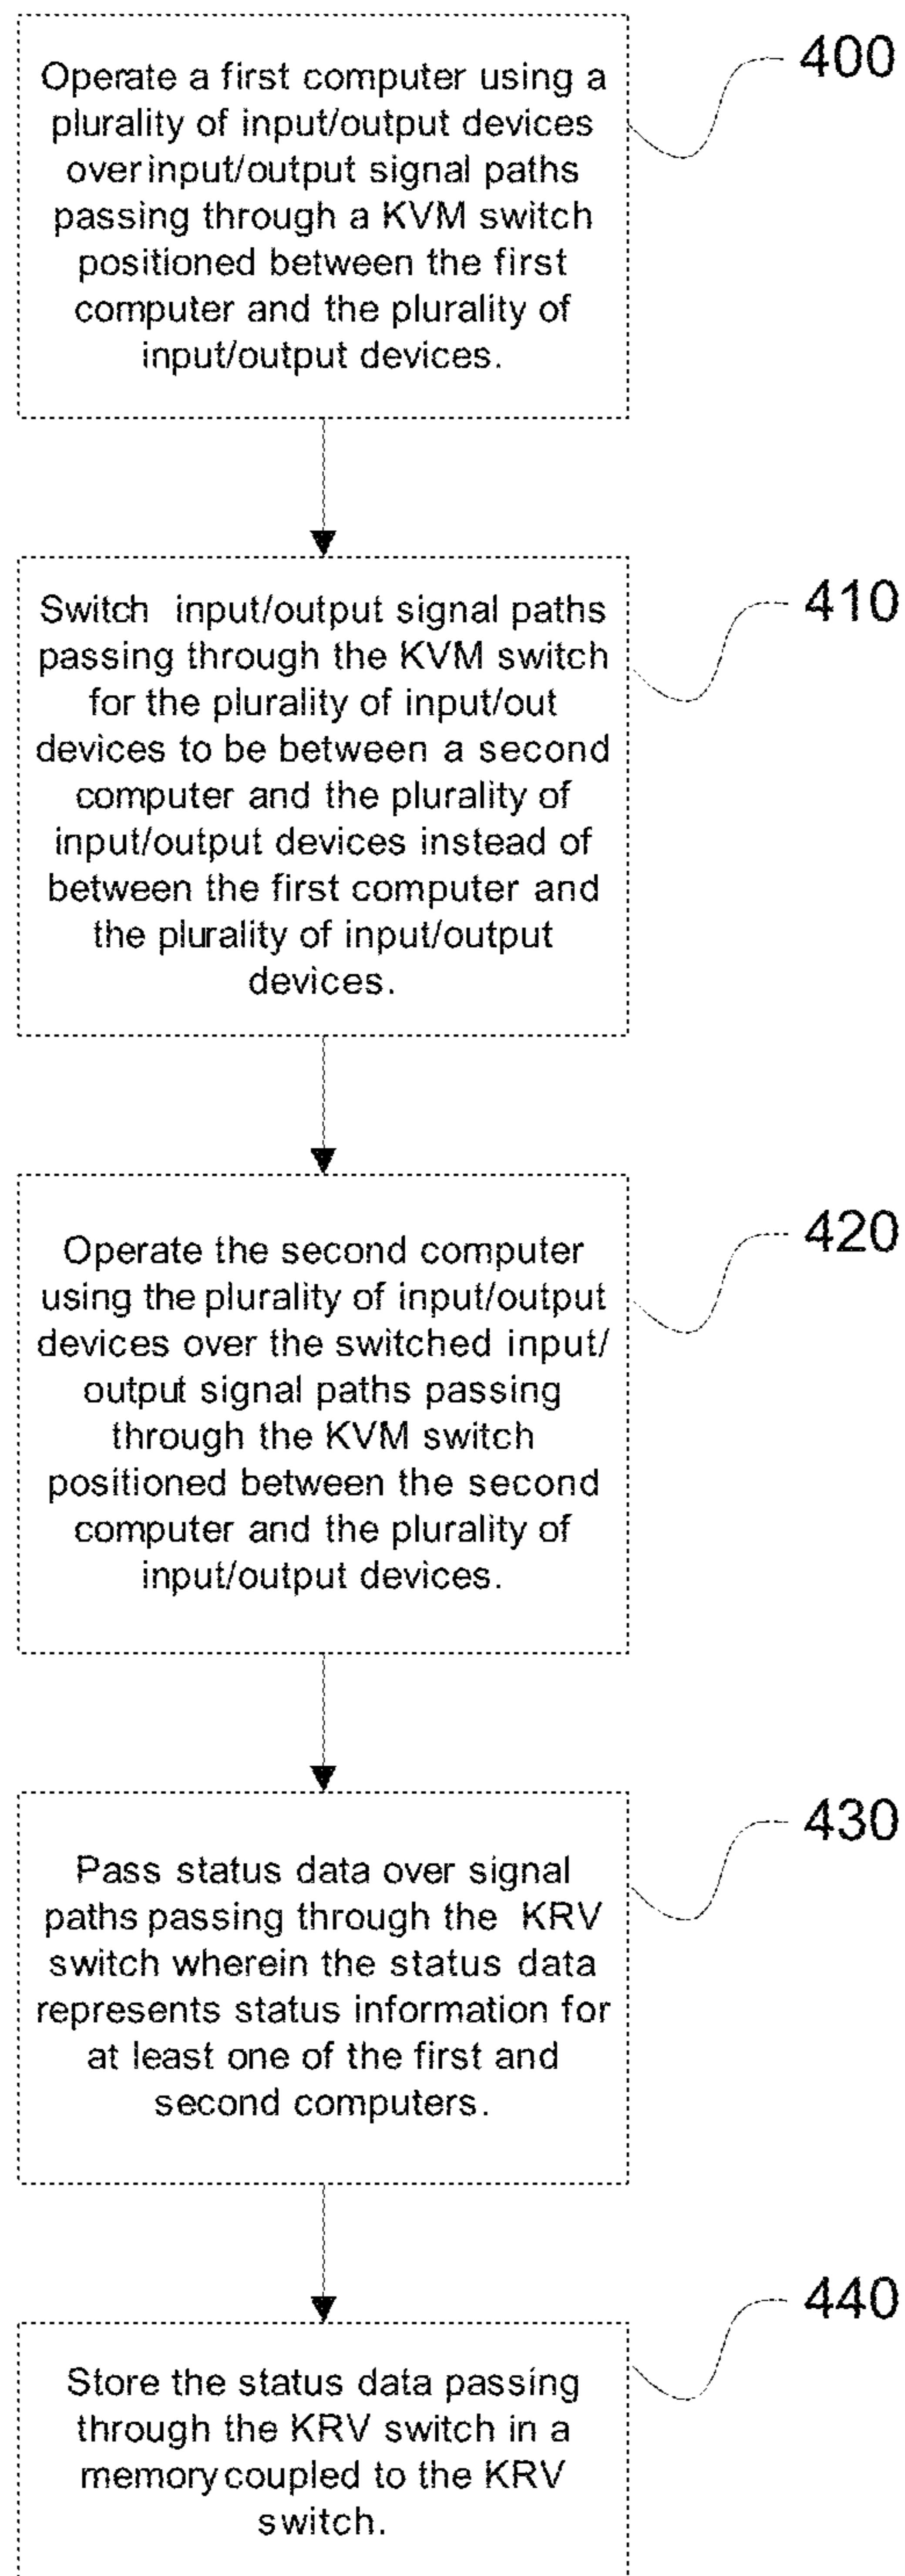 Operate a first computer using a
plurality of input/output devices
over input/output signal paths
passing through a KVM switch
positioned between the first
computer and the plurality of
input/output devices.
400
Switch input/output signal paths
passing through the KVM switch
for the plurality of input/out
devices to be between a second
computer and the plurality of
input/output devices instead of
between the first computer and
the plurality of input/output
devices.
410
Operate the second computer
using the plurality of input/output
devices over the switched input/
output signal paths passing
through the KVM switch
positioned between the second
computer and the plurality of
input/output devices.
420
Pass status data over signal
paths passing through the KRV
switch wherein the status data
represents status information for
at least one of the first and
second computers.
430
Store the status data passing
through the KRV switch in a
memory coupled to the KRV
switch.
440